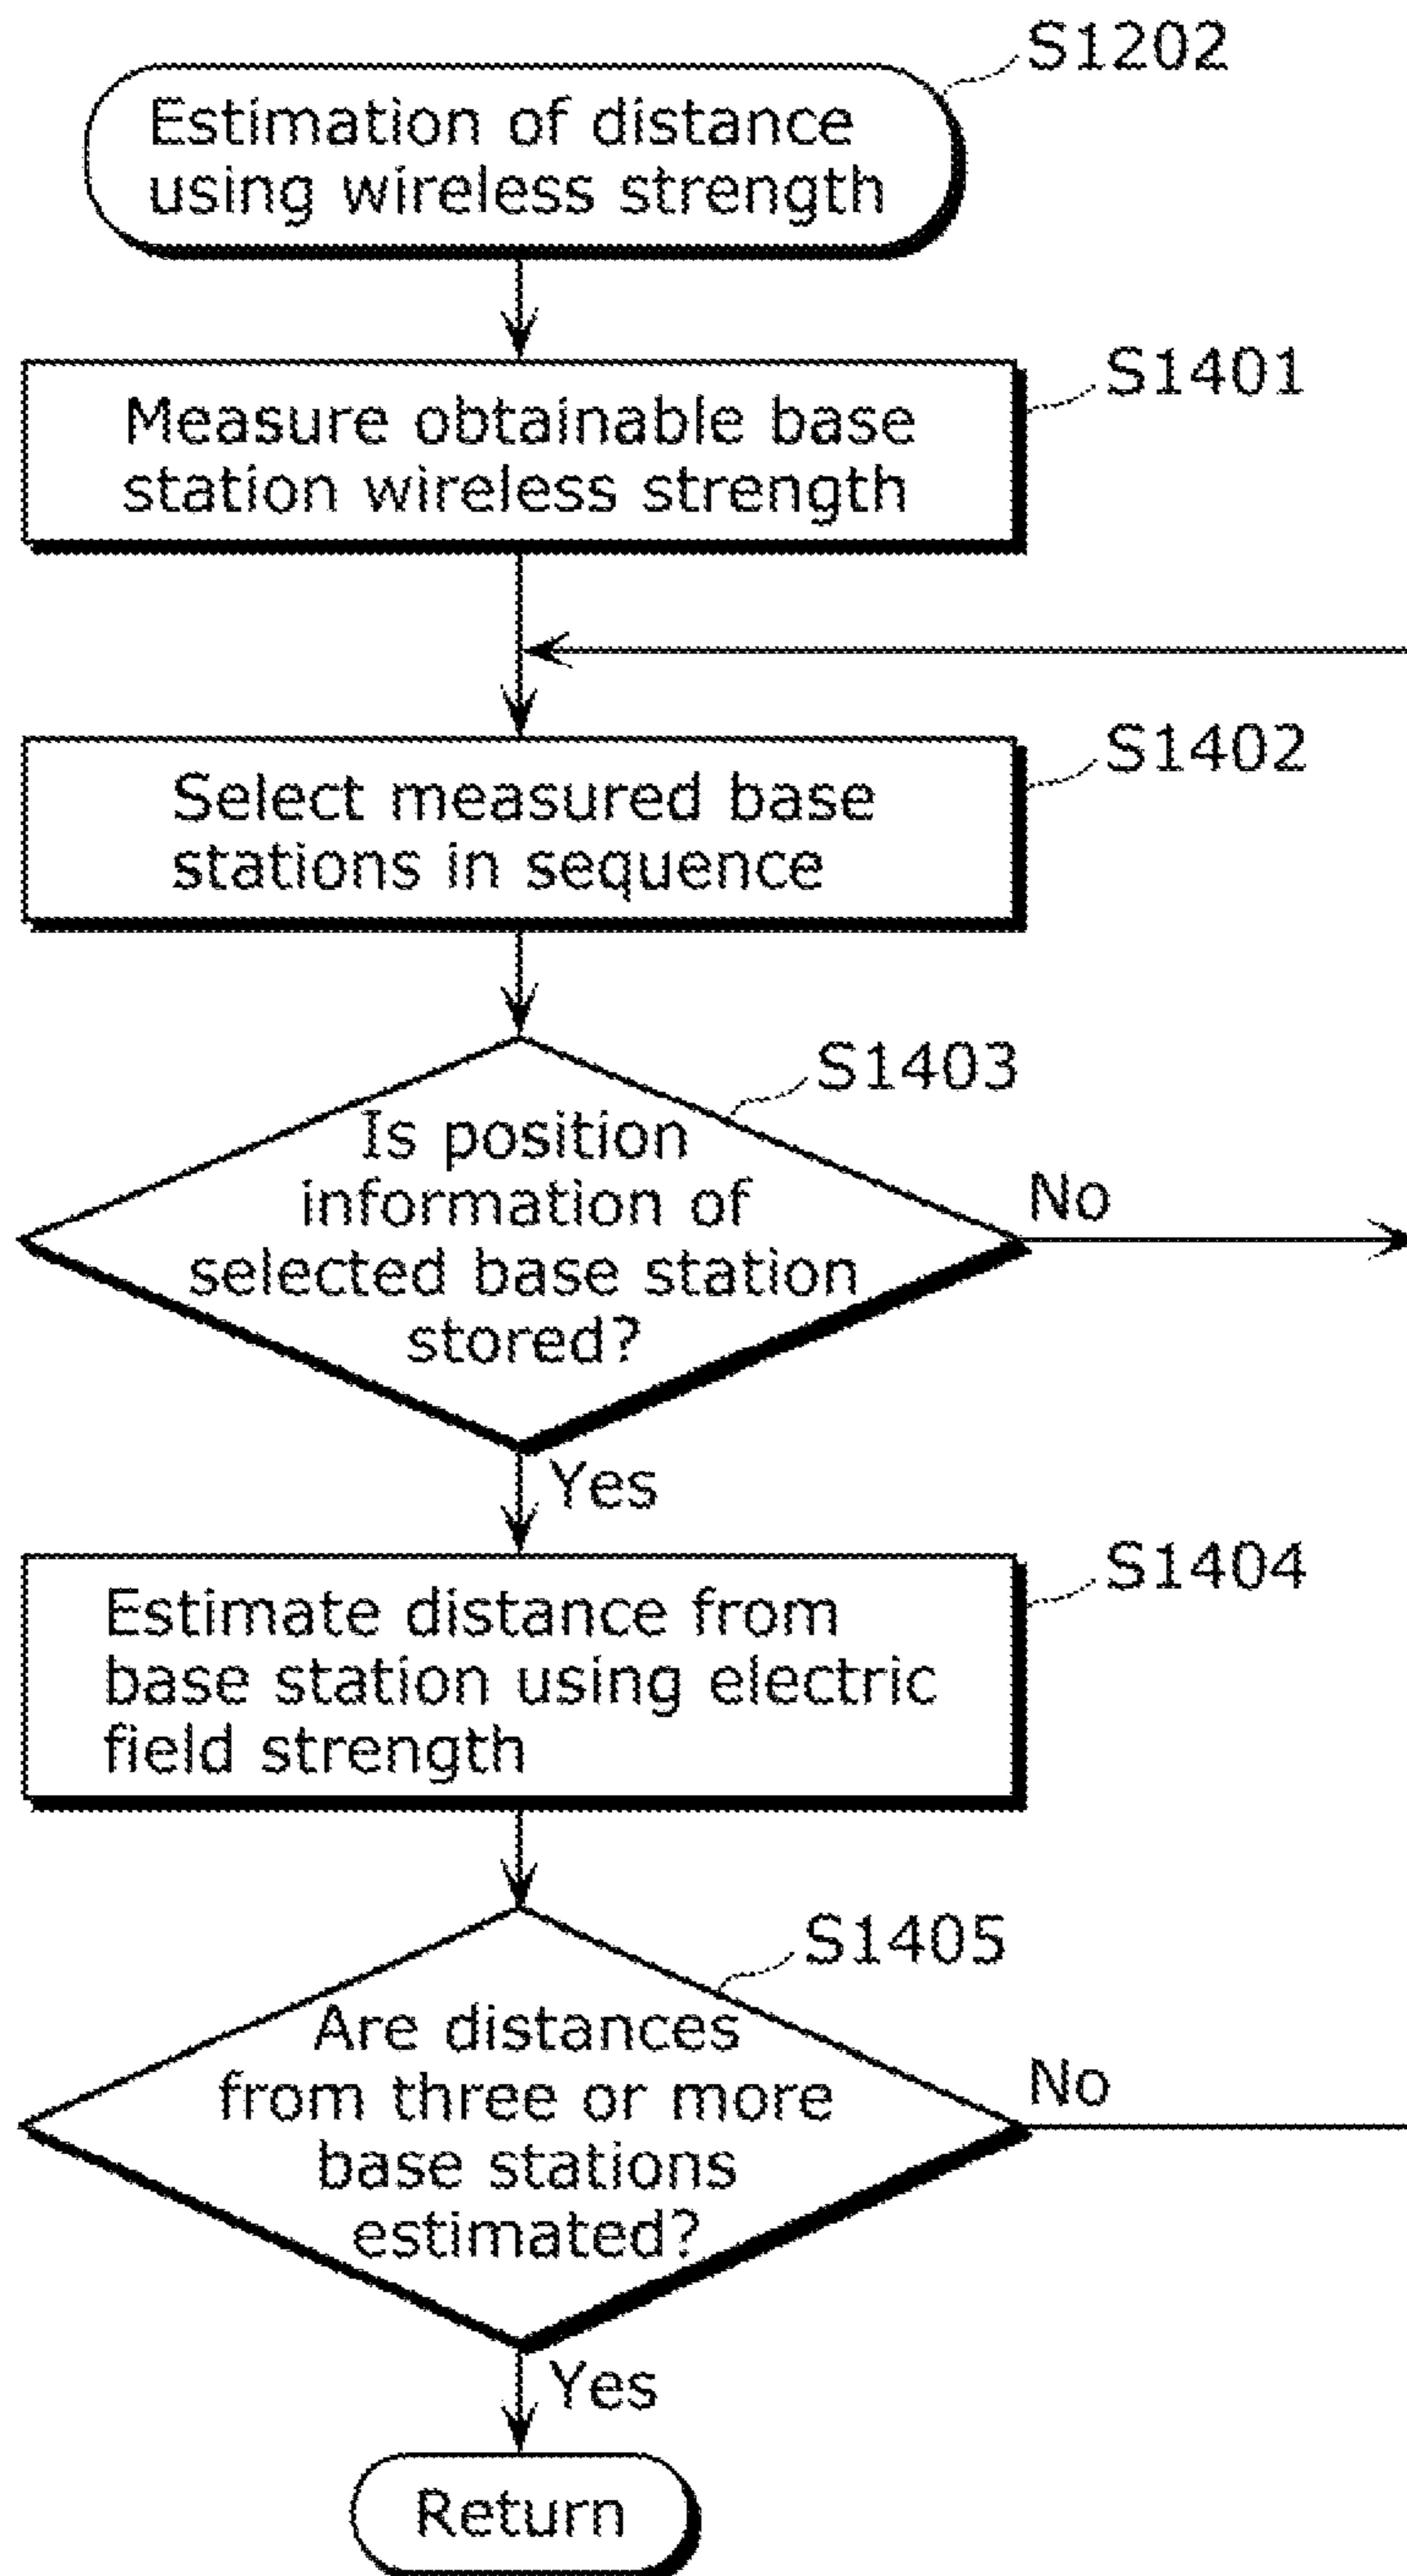 S1202
Estimation of distance
using wireless strength
S1401
Measure obtainable base
station wireless strength
S1402
Select measured base
stations in sequence
S1403
Is position
information of
selected base station
stored?
No
Yes
S1404
Estimate distance from
base station using electric
field strength
S1405
Are distances
from three or more
base stations
estimated?
No
Yes
Return